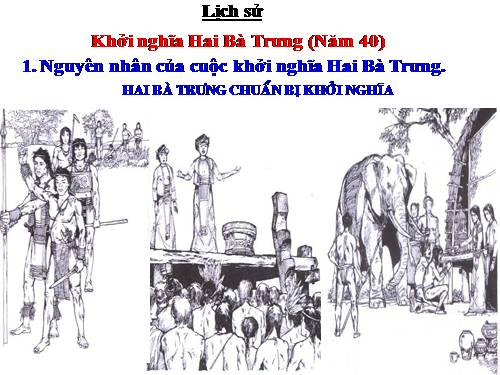 Lịch sử
Khởi nghĩa Hai Bà Trưng (Năm 40)
1. Nguyên nhân của cuộc khởi nghĩa Hai Bà Trưng.
HAI BÀ TRƯNG CHUẨN BỊ KHỞI NGHĨA